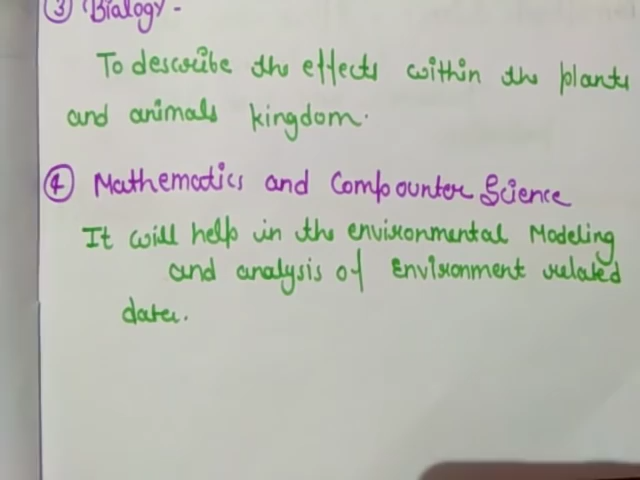 ③ Bialogy -
To describe the effects within the plants
and animals kingdom.
④ Mathematics and Compounter Science
It will help in the environmental Modeling
and analysis of Environment related
data.